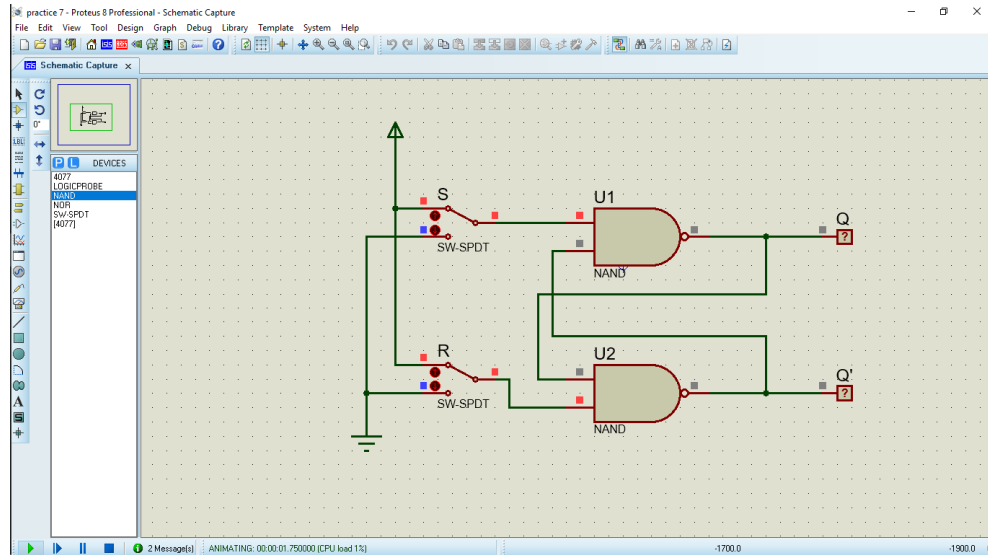 practice 7 - Proteus 8 Professional - Schematic Capture
File Edit View Tool Design Graph Debug Library Template System Help
Schematic Capture x
0°
LBL
P L DEVICES
4077
LOGICPROBE
NAND
NOR
SW-SPDT
[4077]
A
S
S
SW-SPDT
U1
NAND
Q
?
R
SW-SPDT
U2
NAND
Q'
?
2 Message(s) ANIMATING: 00:00:01.750000 (CPU load 1%) -1700.0 -1900.0